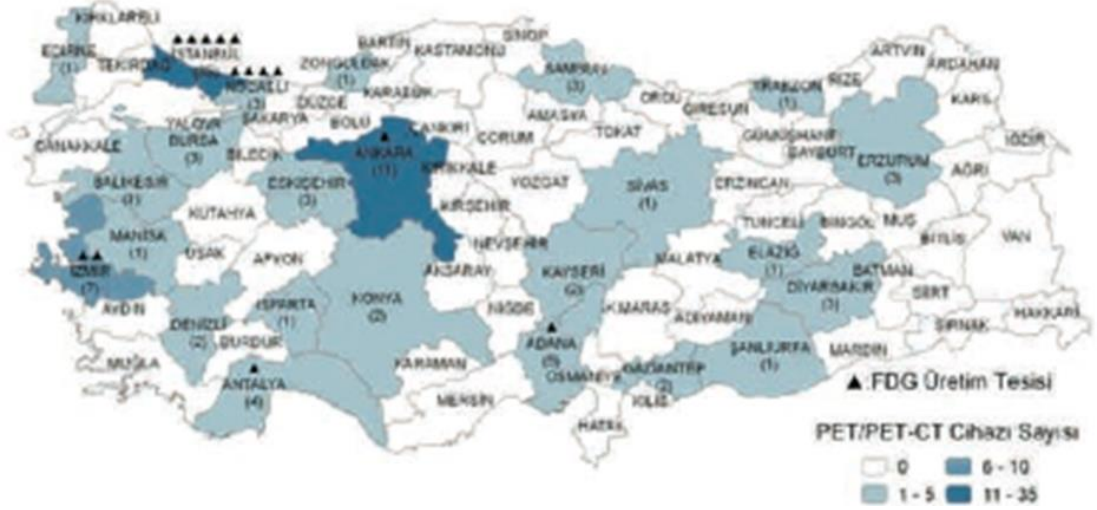 KIRKLARELİ
EDİRNE
(1)
TEKİRDAĞ
İSTANBUL
KOCAELİ
(3)
YALOVA
SAKARYA
DÜZCE
ZONGULDAK
(1)
BARTIN
KARABÜK
KASTAMONU
SİNOP
SAMSUN
(3)
ORDU
GİRESUN
TRABZON
(1)
RİZE
ARTVİN
ARDAHAN
KARS
IĞDIR
ÇANAKKALE
BURSA
(3)
BİLECİK
BOLU
ÇANKIRI
ÇORUM
AMASYA
TOKAT
GÜMÜŞHANE
BAYBURT
ERZURUM
(3)
AĞRI
BALIKESİR
ESKİŞEHİR
(3)
ANKARA
(11)
KIRIKKALE
YOZGAT
SİVAS
(1)
ERZİNCAN
KÜTAHYA
KIRŞEHİR
TUNCELİ
BİNGÖL
MUŞ
BİTLİS
VAN
MANİSA
(1)
UŞAK
AFYON
NEVŞEHİR
KAYSERİ
(2)
MALATYA
ELAZIĞ
(1)
BATMAN
DİYARBAKIR
(3)
SİİRT
İZMİR
(7)
AKSARAY
AYDIN
ISPARTA
(1)
KONYA
(2)
NİĞDE
K.MARAŞ
ADIYAMAN
ŞIRNAK
HAKKARİ
DENİZLİ
(2)
BURDUR
ADANA
(5)
MUĞLA
ANTALYA
(4)
KARAMAN
MERSİN
OSMANİYE
GAZİANTEP
(2)
KİLİS
ŞANLIURFA
(1)
MARDİN
HATAY
▲ FDG Üretim Tesisi
PET/PET-CT Cihazı Sayısı
0
6 - 10
1 - 5
11 - 35